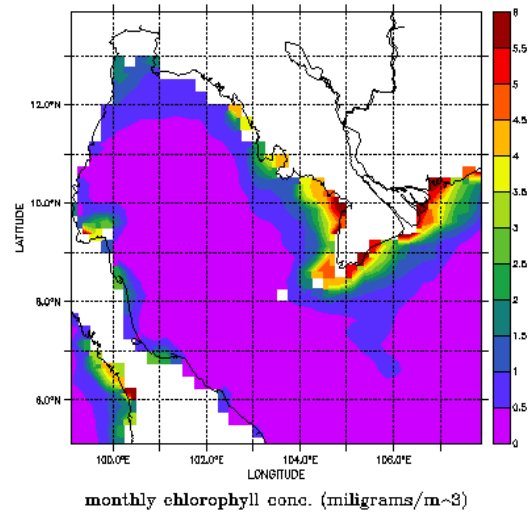 6
5.5
5
4.5
4
3.5
3
2.5
2
1.5
1
0.5
0
12.0°N
10.0°N
8.0°N
6.0°N
LATITUDE
100.0°E 102.0°E 104.0°E 106.0°E
LONGITUDE
monthly chlorophyll conc. (miligrams/m^3)